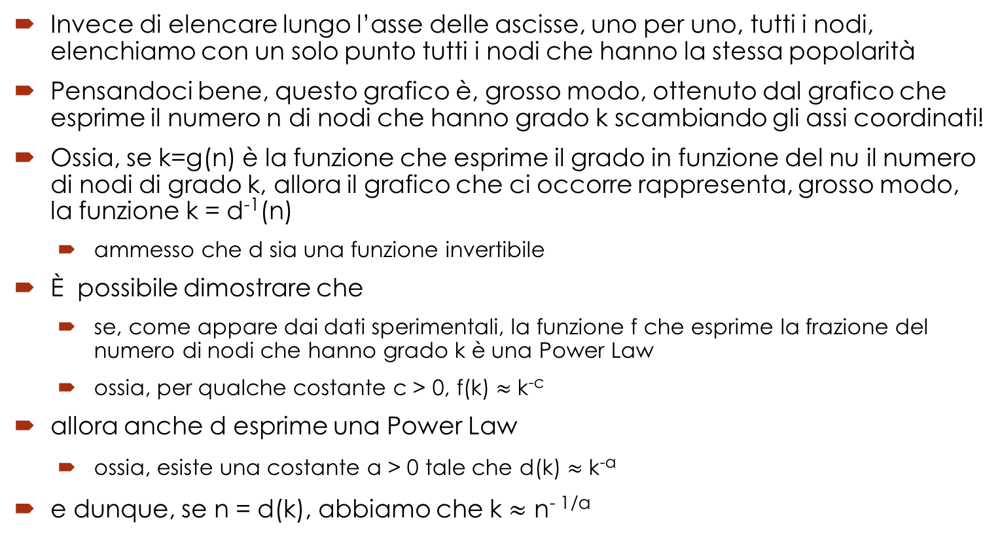 Invece di elencare lungo l’asse delle ascisse, uno per uno, tutti i nodi,
elenchiamo con un solo punto tutti i nodi che hanno la stessa popolarità
Pensandoci bene, questo grafico è, grosso modo, ottenuto dal grafico che
esprime il numero n di nodi che hanno grado k scambiando gli assi coordinati!
Ossia, se k=g(n) è la funzione che esprime il grado in funzione del nu il numero
di nodi di grado k, allora il grafico che ci occorre rappresenta, grosso modo,
la funzione k = d⁻¹(n)
ammesso che d sia una funzione invertibile
È possibile dimostrare che
se, come appare dai dati sperimentali, la funzione f che esprime la frazione del
numero di nodi che hanno grado k è una Power Law
ossia, per qualche costante c > 0, f(k) ≈ k^-c
allora anche d esprime una Power Law
ossia, esiste una costante a > 0 tale che d(k) ≈ k^-a
e dunque, se n = d(k), abbiamo che k ≈ n^- 1/a